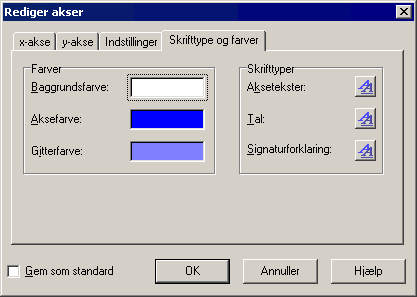 Rediger akser
x-akse y-akse Indstillinger Skrifttype og farver
Farver
Baggrundsfarve:
Aksefarve:
Gitterfarve:
Skrifttyper
Aksetekster:
Tal:
Signaturforklaring:
Gem som standard OK Annuller Hjælp